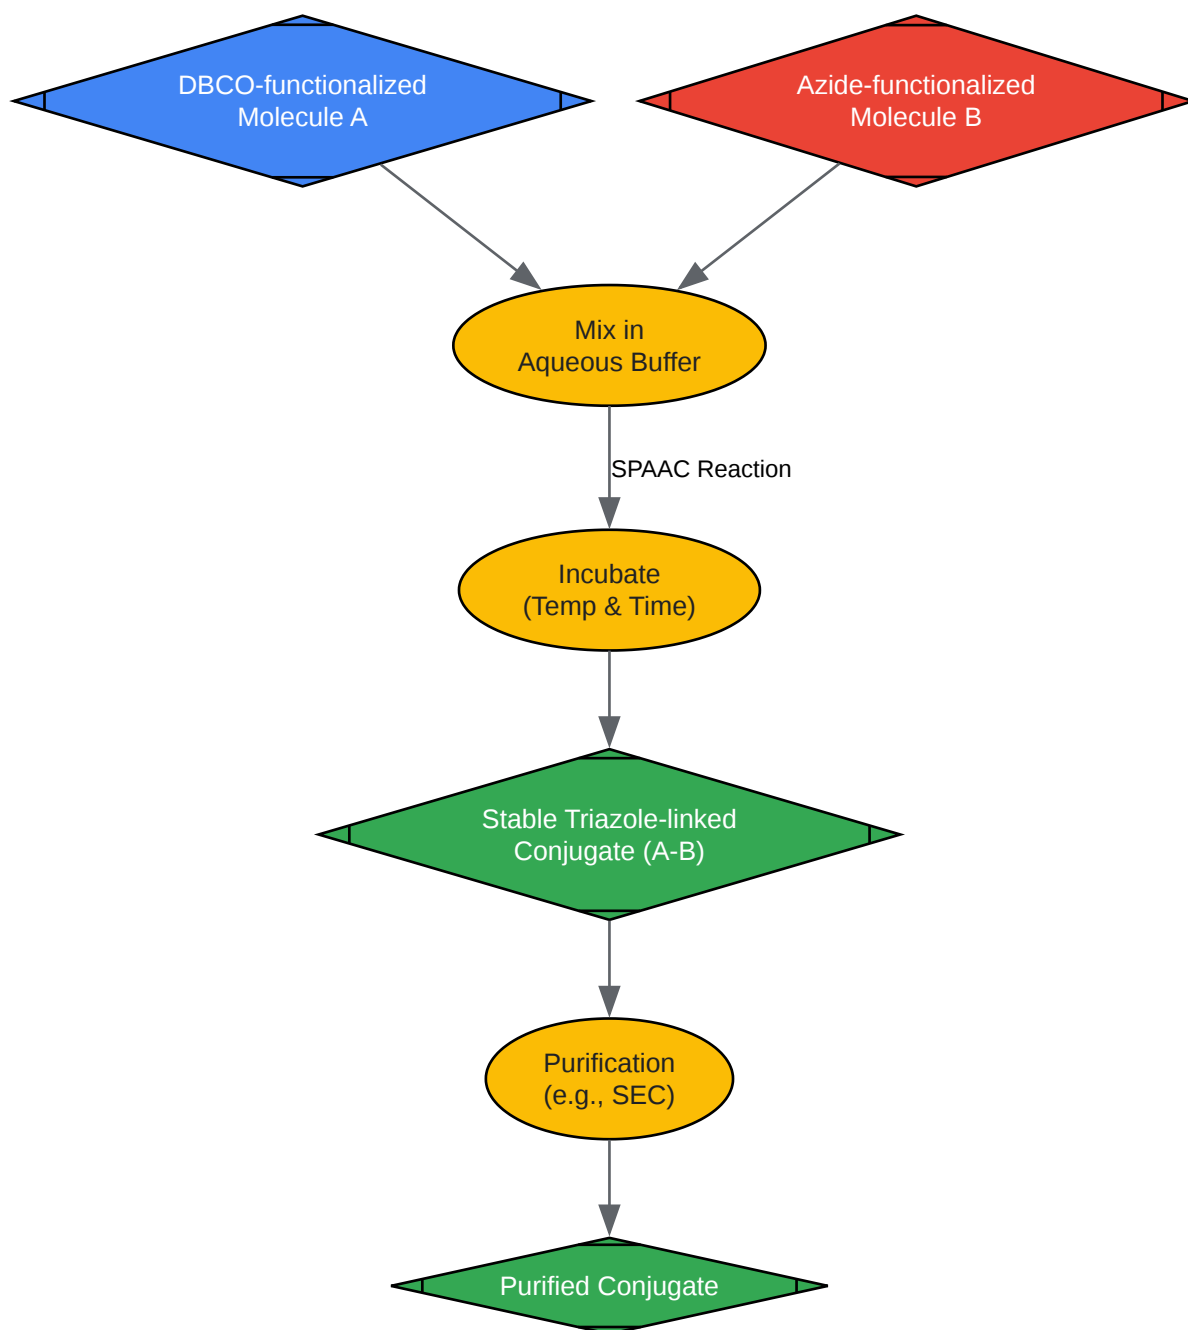 DBCO-functionalized
Molecule A
Azide-functionalized
Molecule B
Mix in
Aqueous Buffer
SPAAC Reaction
Incubate
(Temp & Time)
Stable Triazole-linked
Conjugate (A-B)
Purification
(e.g., SEC)
Purified Conjugate